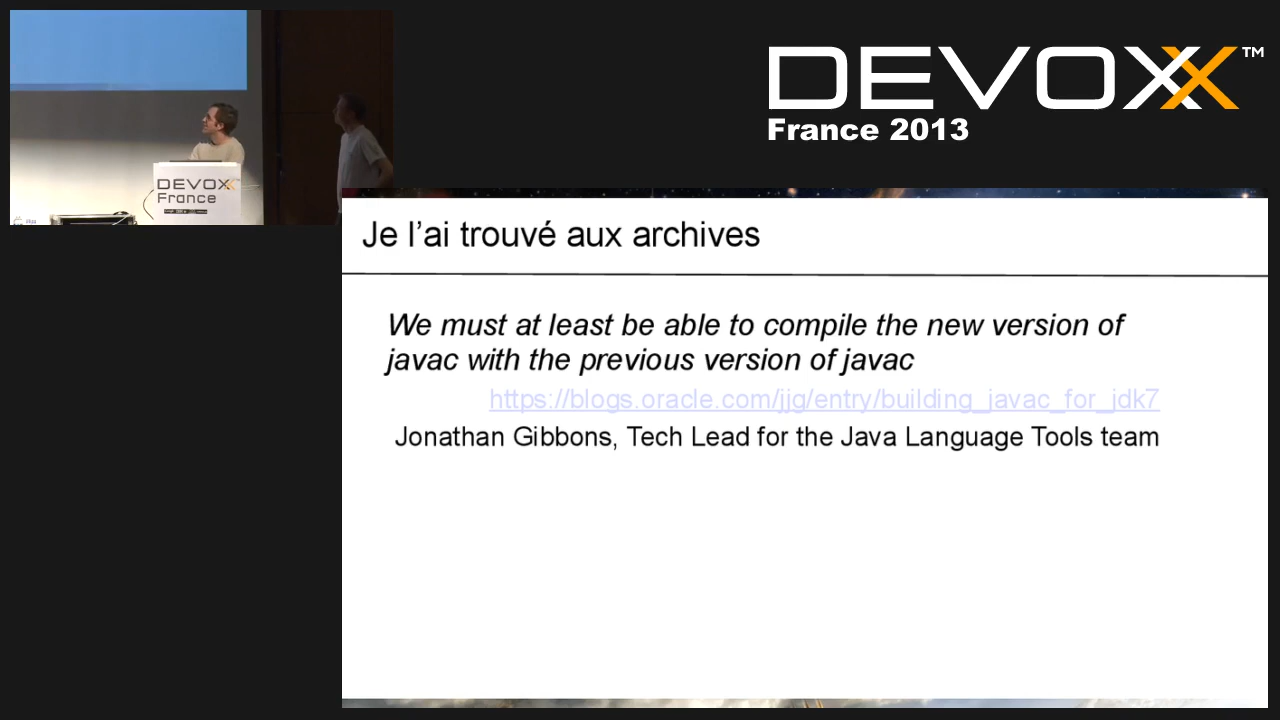 DEVOXX™
France 2013
DEVOXX
France
Je l’ai trouvé aux archives
We must at least be able to compile the new version of
javac with the previous version of javac
https://blogs.oracle.com/jjg/entry/building_javac_for_jdk7
Jonathan Gibbons, Tech Lead for the Java Language Tools team